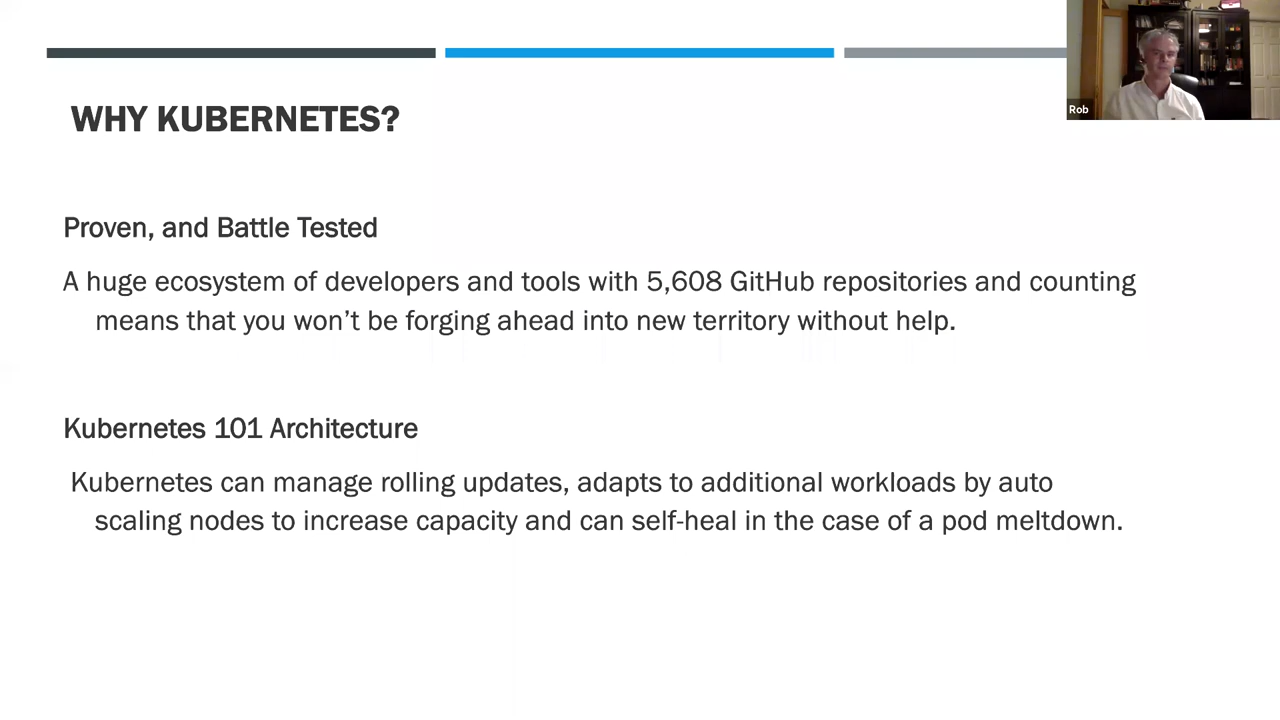 WHY KUBERNETES?
Rob
Proven, and Battle Tested
A huge ecosystem of developers and tools with 5,608 GitHub repositories and counting
means that you won’t be forging ahead into new territory without help.
Kubernetes 101 Architecture
Kubernetes can manage rolling updates, adapts to additional workloads by auto
scaling nodes to increase capacity and can self-heal in the case of a pod meltdown.